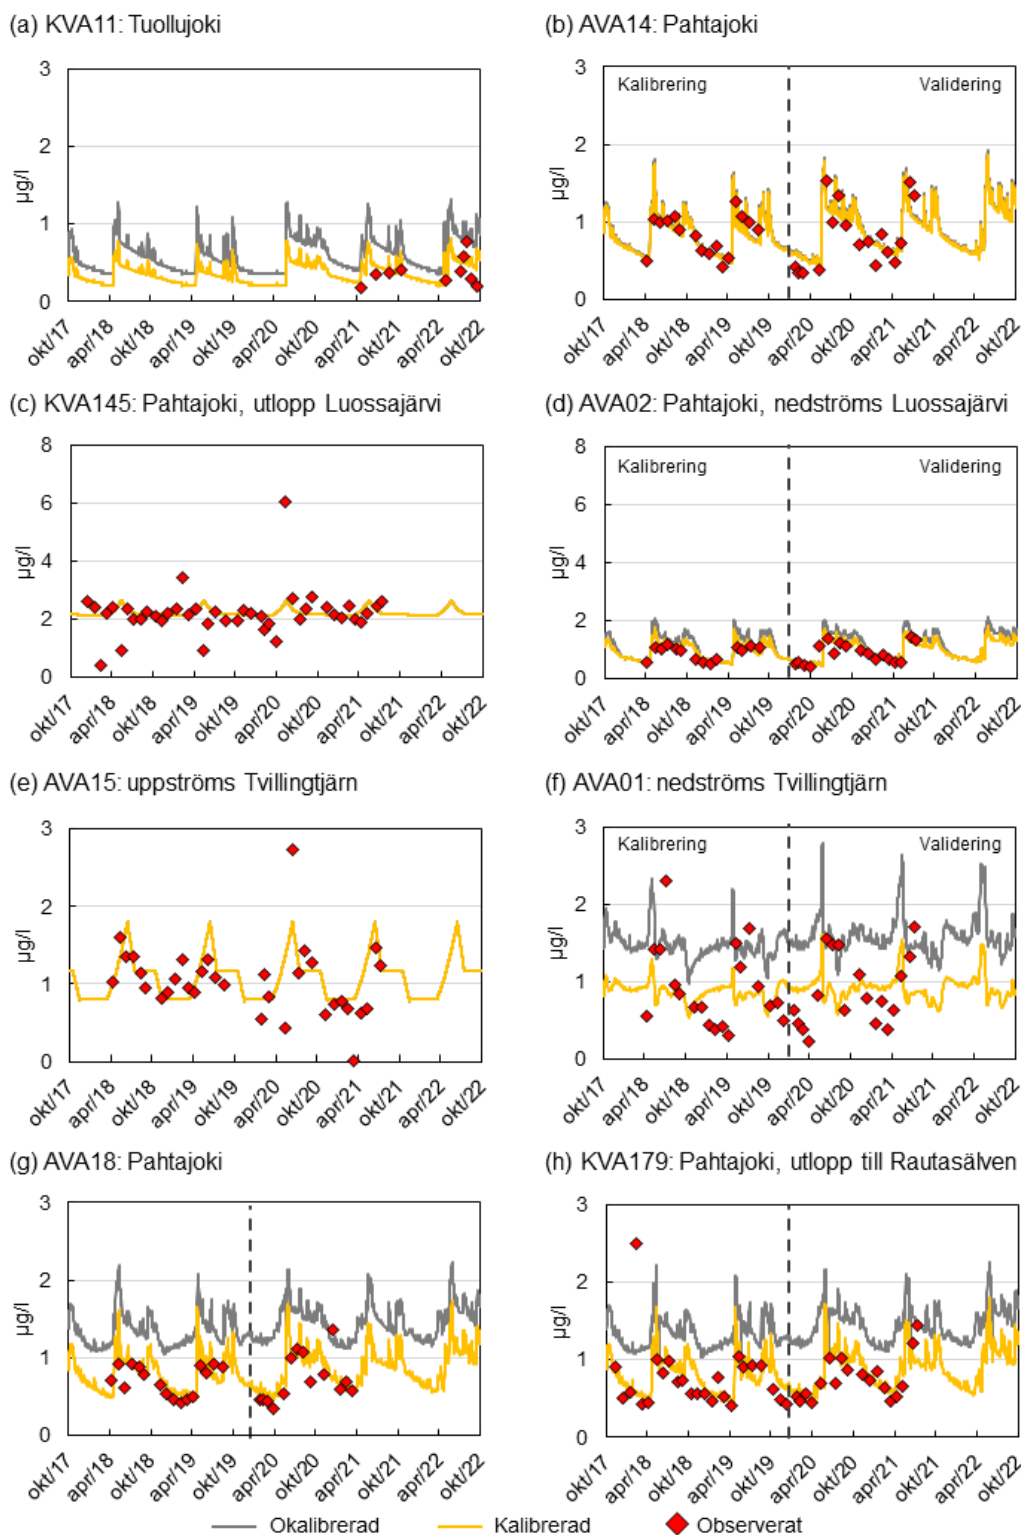 (a) KVA11: Tuollujoki
3
2
1
0
µg/l
okt/17
apr/18
okt/18
apr/19
okt/19
apr/20
okt/20
apr/21
okt/21
apr/22
okt/22
(b) AVA14: Pahtajoki
Kalibrering
Validering
3
2
1
0
µg/l
okt/17
apr/18
okt/18
apr/19
okt/19
apr/20
okt/20
apr/21
okt/21
apr/22
okt/22
(c) KVA145: Pahtajoki, utlopp Luossajärvi
8
6
4
2
0
µg/l
okt/17
apr/18
okt/18
apr/19
okt/19
apr/20
okt/20
apr/21
okt/21
apr/22
okt/22
(d) AVA02: Pahtajoki, nedströms Luossajärvi
Kalibrering
Validering
8
6
4
2
0
µg/l
okt/17
apr/18
okt/18
apr/19
okt/19
apr/20
okt/20
apr/21
okt/21
apr/22
okt/22
(e) AVA15: uppströms Tvillingtjärn
3
2
1
0
µg/l
okt/17
apr/18
okt/18
apr/19
okt/19
apr/20
okt/20
apr/21
okt/21
apr/22
okt/22
(f) AVA01: nedströms Tvillingtjärn
Kalibrering
Validering
3
2
1
0
µg/l
okt/17
apr/18
okt/18
apr/19
okt/19
apr/20
okt/20
apr/21
okt/21
apr/22
okt/22
(g) AVA18: Pahtajoki
3
2
1
0
µg/l
okt/17
apr/18
okt/18
apr/19
okt/19
apr/20
okt/20
apr/21
okt/21
apr/22
okt/22
(h) KVA179: Pahtajoki, utlopp till Rautasälven
3
2
1
0
µg/l
okt/17
apr/18
okt/18
apr/19
okt/19
apr/20
okt/20
apr/21
okt/21
apr/22
okt/22
Okalibrerad
Kalibrerad
Observerat